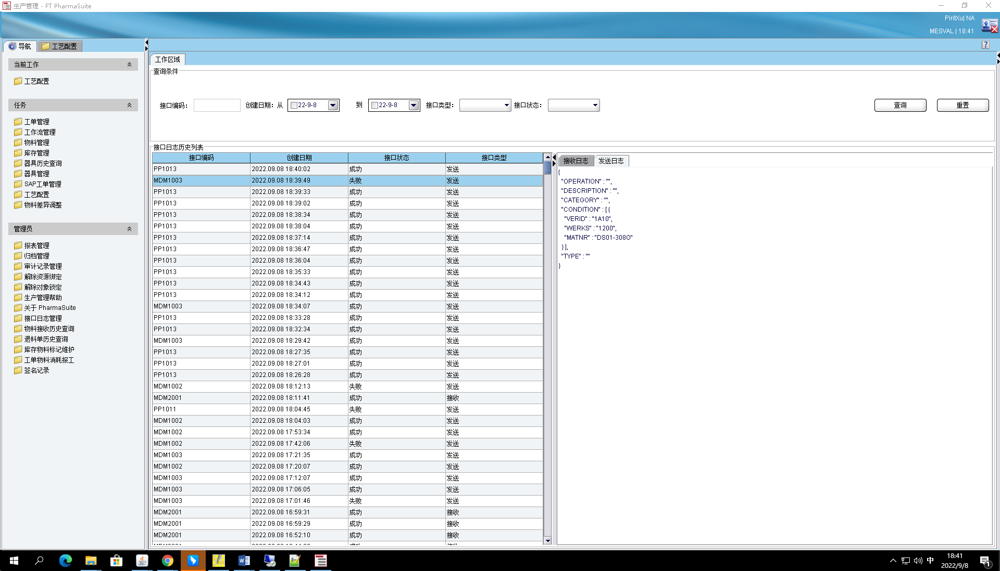 生产管理 - FT PharmaSuite
PiritXu| NA
MESVAL | 18:41
导航
工艺配置
当前工作
工艺配置
任务
工单管理
工作流管理
物料管理
库存管理
器具历史查询
器具管理
SAP工单管理
工艺配置
物料差异调整
管理员
报表管理
归档管理
审计记录管理
解除资源绑定
解除对象锁定
生产管理帮助
关于 PharmaSuite
接口日志管理
物料接收历史查询
退料单历史查询
库存物料标记维护
工单物料消耗报工
签名记录
?
工作区域
查询条件
接口编码: 创建日期: 从 22-9-8 到 22-9-8 接口类型: 接口状态: 查询 重置
接口日志历史列表
接口编码 创建日期 接口状态 接口类型
PP1013 2022.09.08 18:40:02 成功 发送
MDM1003 2022.09.08 18:39:49 失败 发送
PP1013 2022.09.08 18:39:33 成功 发送
PP1013 2022.09.08 18:39:02 成功 发送
PP1013 2022.09.08 18:38:34 成功 发送
PP1013 2022.09.08 18:38:04 成功 发送
PP1013 2022.09.08 18:37:14 成功 发送
PP1013 2022.09.08 18:36:47 成功 发送
PP1013 2022.09.08 18:36:04 成功 发送
PP1013 2022.09.08 18:35:33 成功 发送
PP1013 2022.09.08 18:34:43 成功 发送
PP1013 2022.09.08 18:34:12 成功 发送
MDM1003 2022.09.08 18:34:07 成功 发送
PP1013 2022.09.08 18:33:28 成功 发送
PP1013 2022.09.08 18:32:34 成功 发送
MDM1003 2022.09.08 18:29:42 成功 发送
PP1013 2022.09.08 18:27:35 成功 发送
PP1013 2022.09.08 18:27:01 成功 发送
PP1013 2022.09.08 18:26:28 成功 发送
MDM1002 2022.09.08 18:12:13 失败 发送
MDM2001 2022.09.08 18:11:41 成功 接收
PP1011 2022.09.08 18:04:45 失败 发送
MDM1002 2022.09.08 18:04:03 成功 发送
MDM1002 2022.09.08 17:53:34 成功 发送
MDM1002 2022.09.08 17:42:06 失败 发送
MDM1003 2022.09.08 17:21:35 成功 发送
MDM1002 2022.09.08 17:20:07 成功 发送
MDM1003 2022.09.08 17:12:07 成功 发送
MDM1003 2022.09.08 17:06:05 成功 发送
MDM1003 2022.09.08 17:01:46 失败 发送
MDM2001 2022.09.08 16:59:31 成功 接收
MDM2001 2022.09.08 16:59:29 成功 接收
MDM2001 2022.09.08 16:52:10 成功 接收
接收日志 发送日志
{
"OPERATION" : "",
"DESCRIPTION" : "",
"CATEGORY" : "",
"CONDITION" : [ {
"VERID" : "1A10",
"WERKS" : "1200",
"MATNR" : "DS01-308O"
} ],
"TYPE" : ""
}
中
18:41
2022/9/8
1